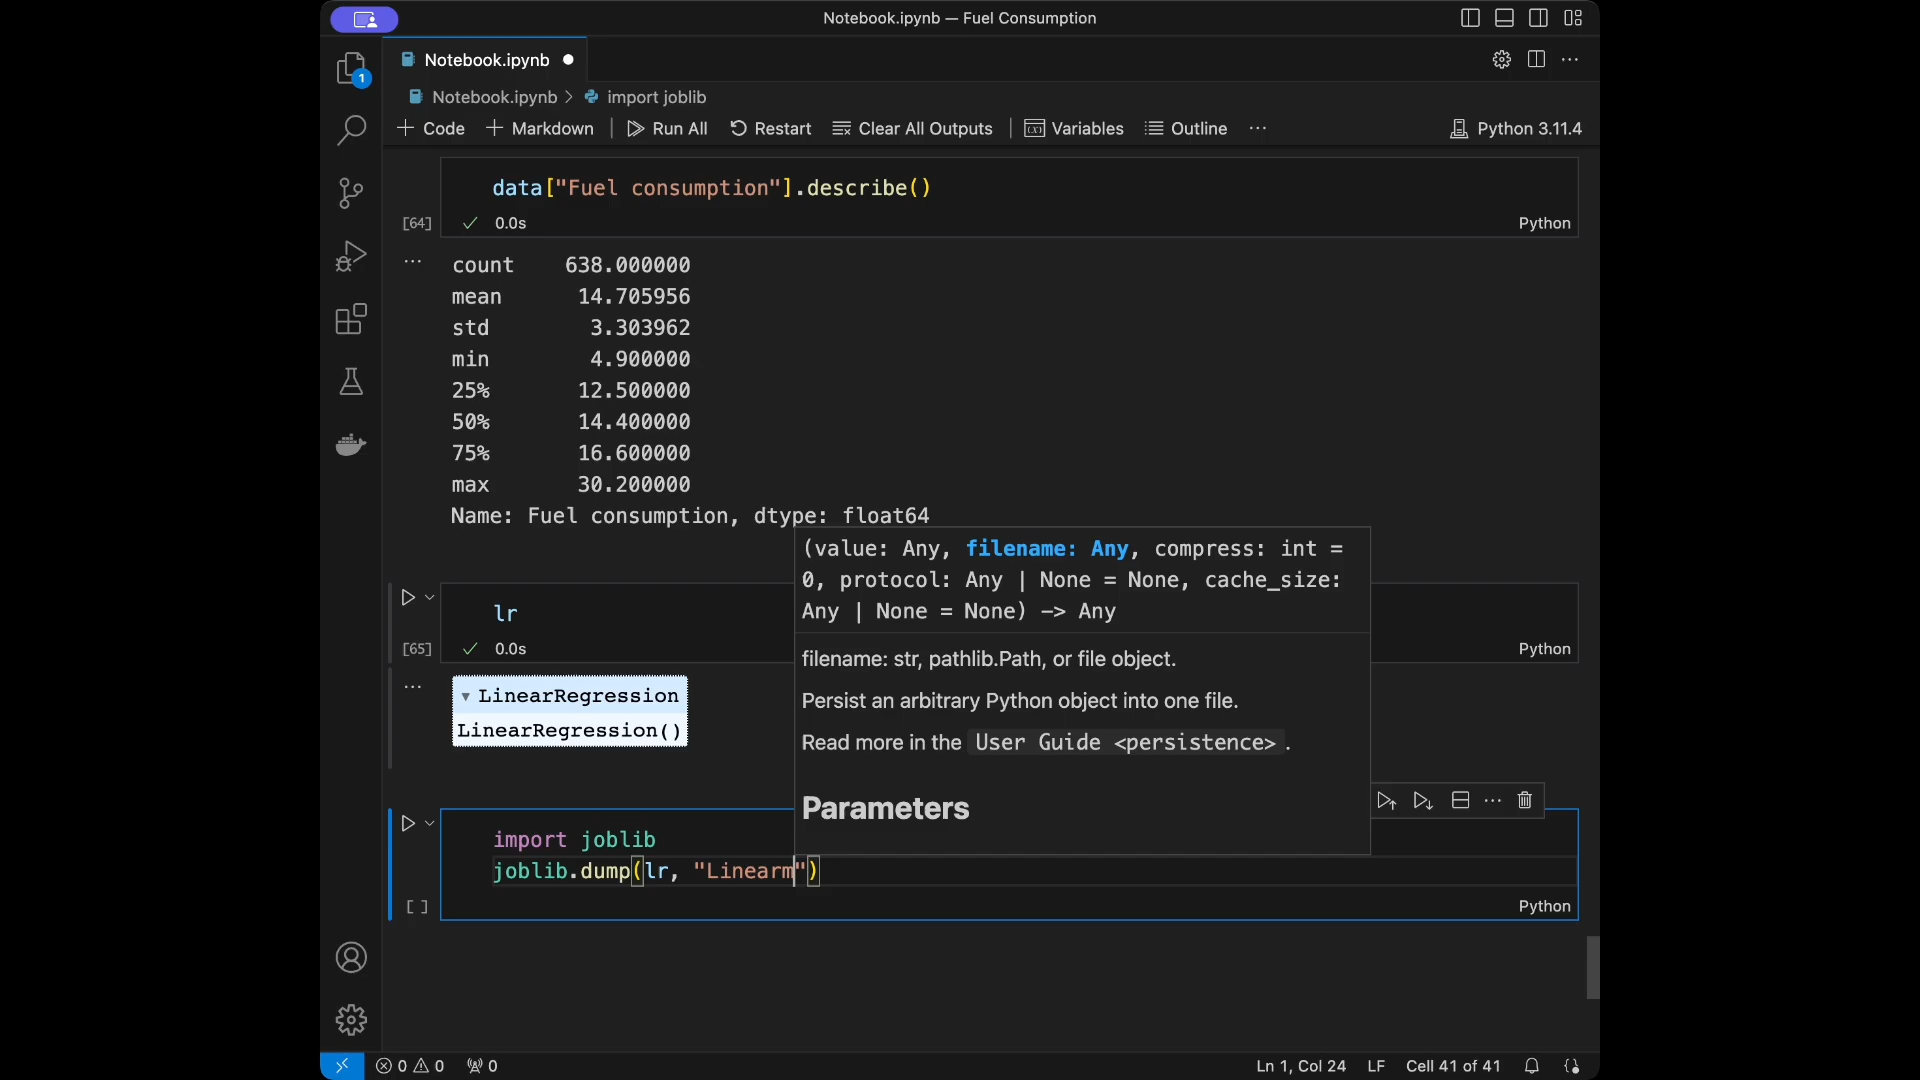 Notebook.ipynb — Fuel Consumption
1
Notebook.ipynb
Notebook.ipynb > import joblib
+ Code + Markdown | Run All Restart Clear All Outputs | Variables Outline ... Python 3.11.4
data["Fuel consumption"].describe()
[64] ✓ 0.0s Python
count 638.000000
mean 14.705956
std 3.303962
min 4.900000
25% 12.500000
50% 14.400000
75% 16.600000
max 30.200000
Name: Fuel consumption, dtype: float64
(value: Any, filename: Any, compress: int =
0, protocol: Any | None = None, cache_size:
Any | None = None) -> Any
filename: str, pathlib.Path, or file object.
Persist an arbitrary Python object into one file.
Read more in the User Guide <persistence> .
Parameters
lr
[65] ✓ 0.0s Python
▼ LinearRegression
LinearRegression()
import joblib
joblib.dump(lr, "Linearm")
[ ] Python
0 0 0 Ln 1, Col 24 LF Cell 41 of 41